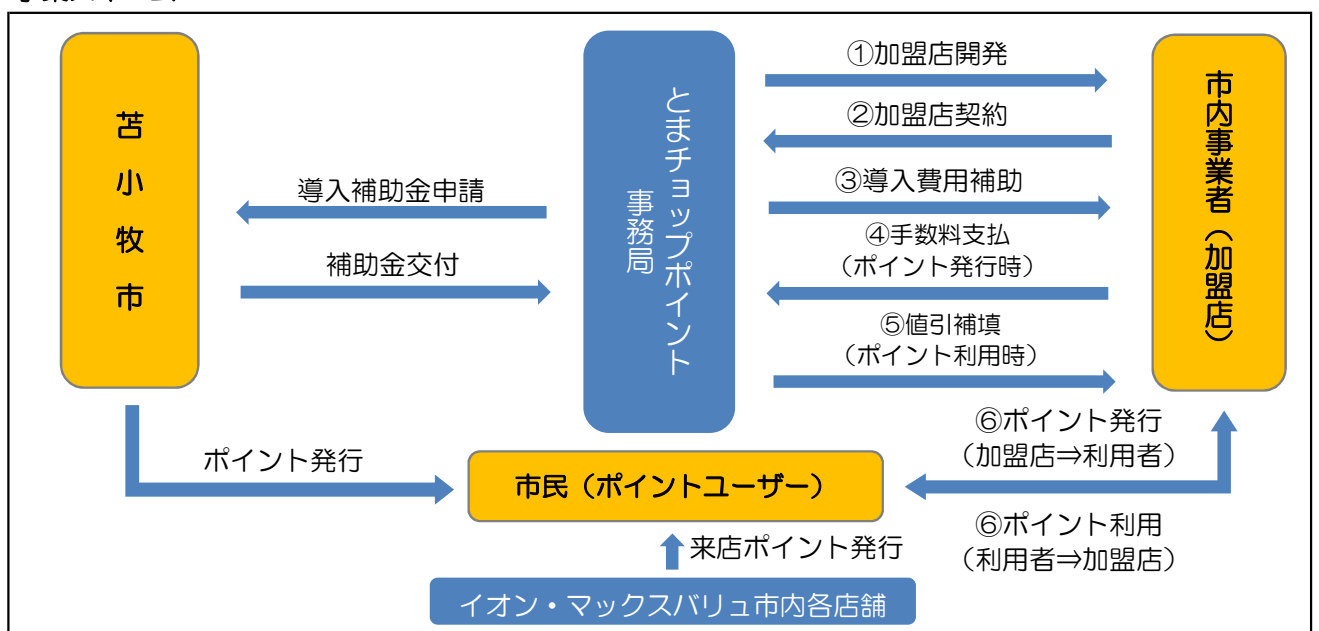 苫小牧市
導入補助金申請
補助金交付
とまチョップポイント
事務局
①加盟店開発
②加盟店契約
③導入費用補助
④手数料支払
（ポイント発行時）
⑤値引補填
（ポイント利用時）
市内事業者（加盟店）
ポイント発行
市民（ポイントユーザー）
⑥ポイント発行
（加盟店⇒利用者）
⑥ポイント利用
（利用者⇒加盟店）
来店ポイント発行
イオン・マックスバリュ市内各店舗